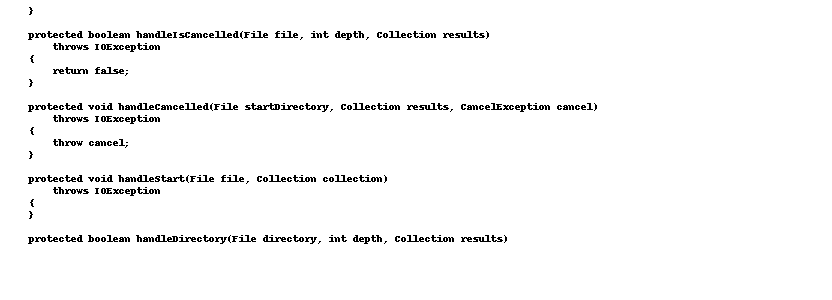 }
protected boolean handleIsCancelled(File file, int depth, Collection results)
throws IOException
{
return false;
}
protected void handleCancelled(File startDirectory, Collection results, CancelException cancel)
throws IOException
{
throw cancel;
}
protected void handleStart(File file, Collection collection)
throws IOException
{
}
protected boolean handleDirectory(File directory, int depth, Collection results)